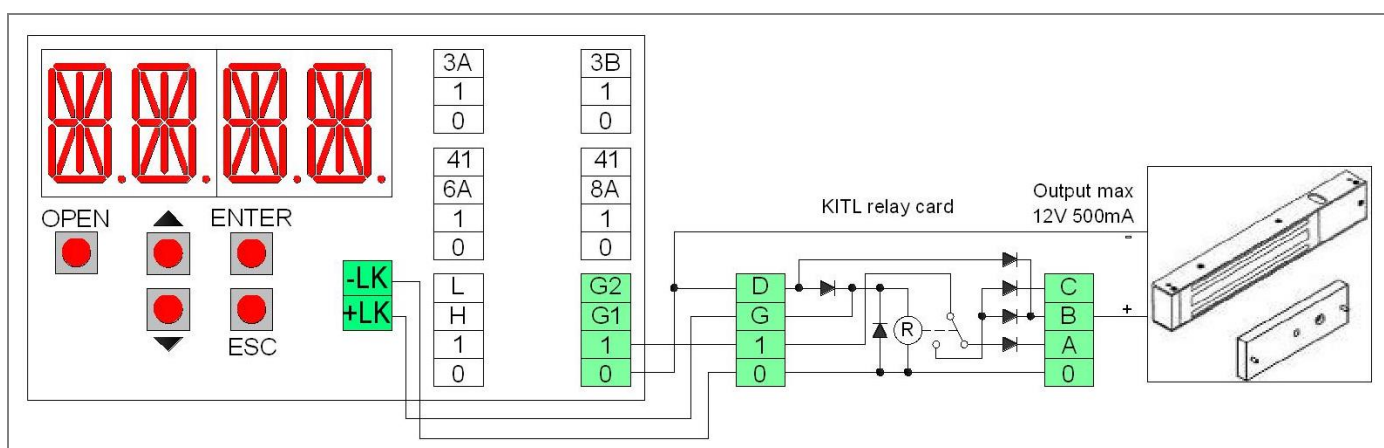 3A
1
0
3B
1
0
41
6A
1
0
41
8A
1
0
OPEN
ENTER
ESC
-LK
+LK
L
H
1
0
G2
G1
1
0
KITL relay card
Output max
12V 500mA
-
+
D
G
1
0
R
C
B
A
0